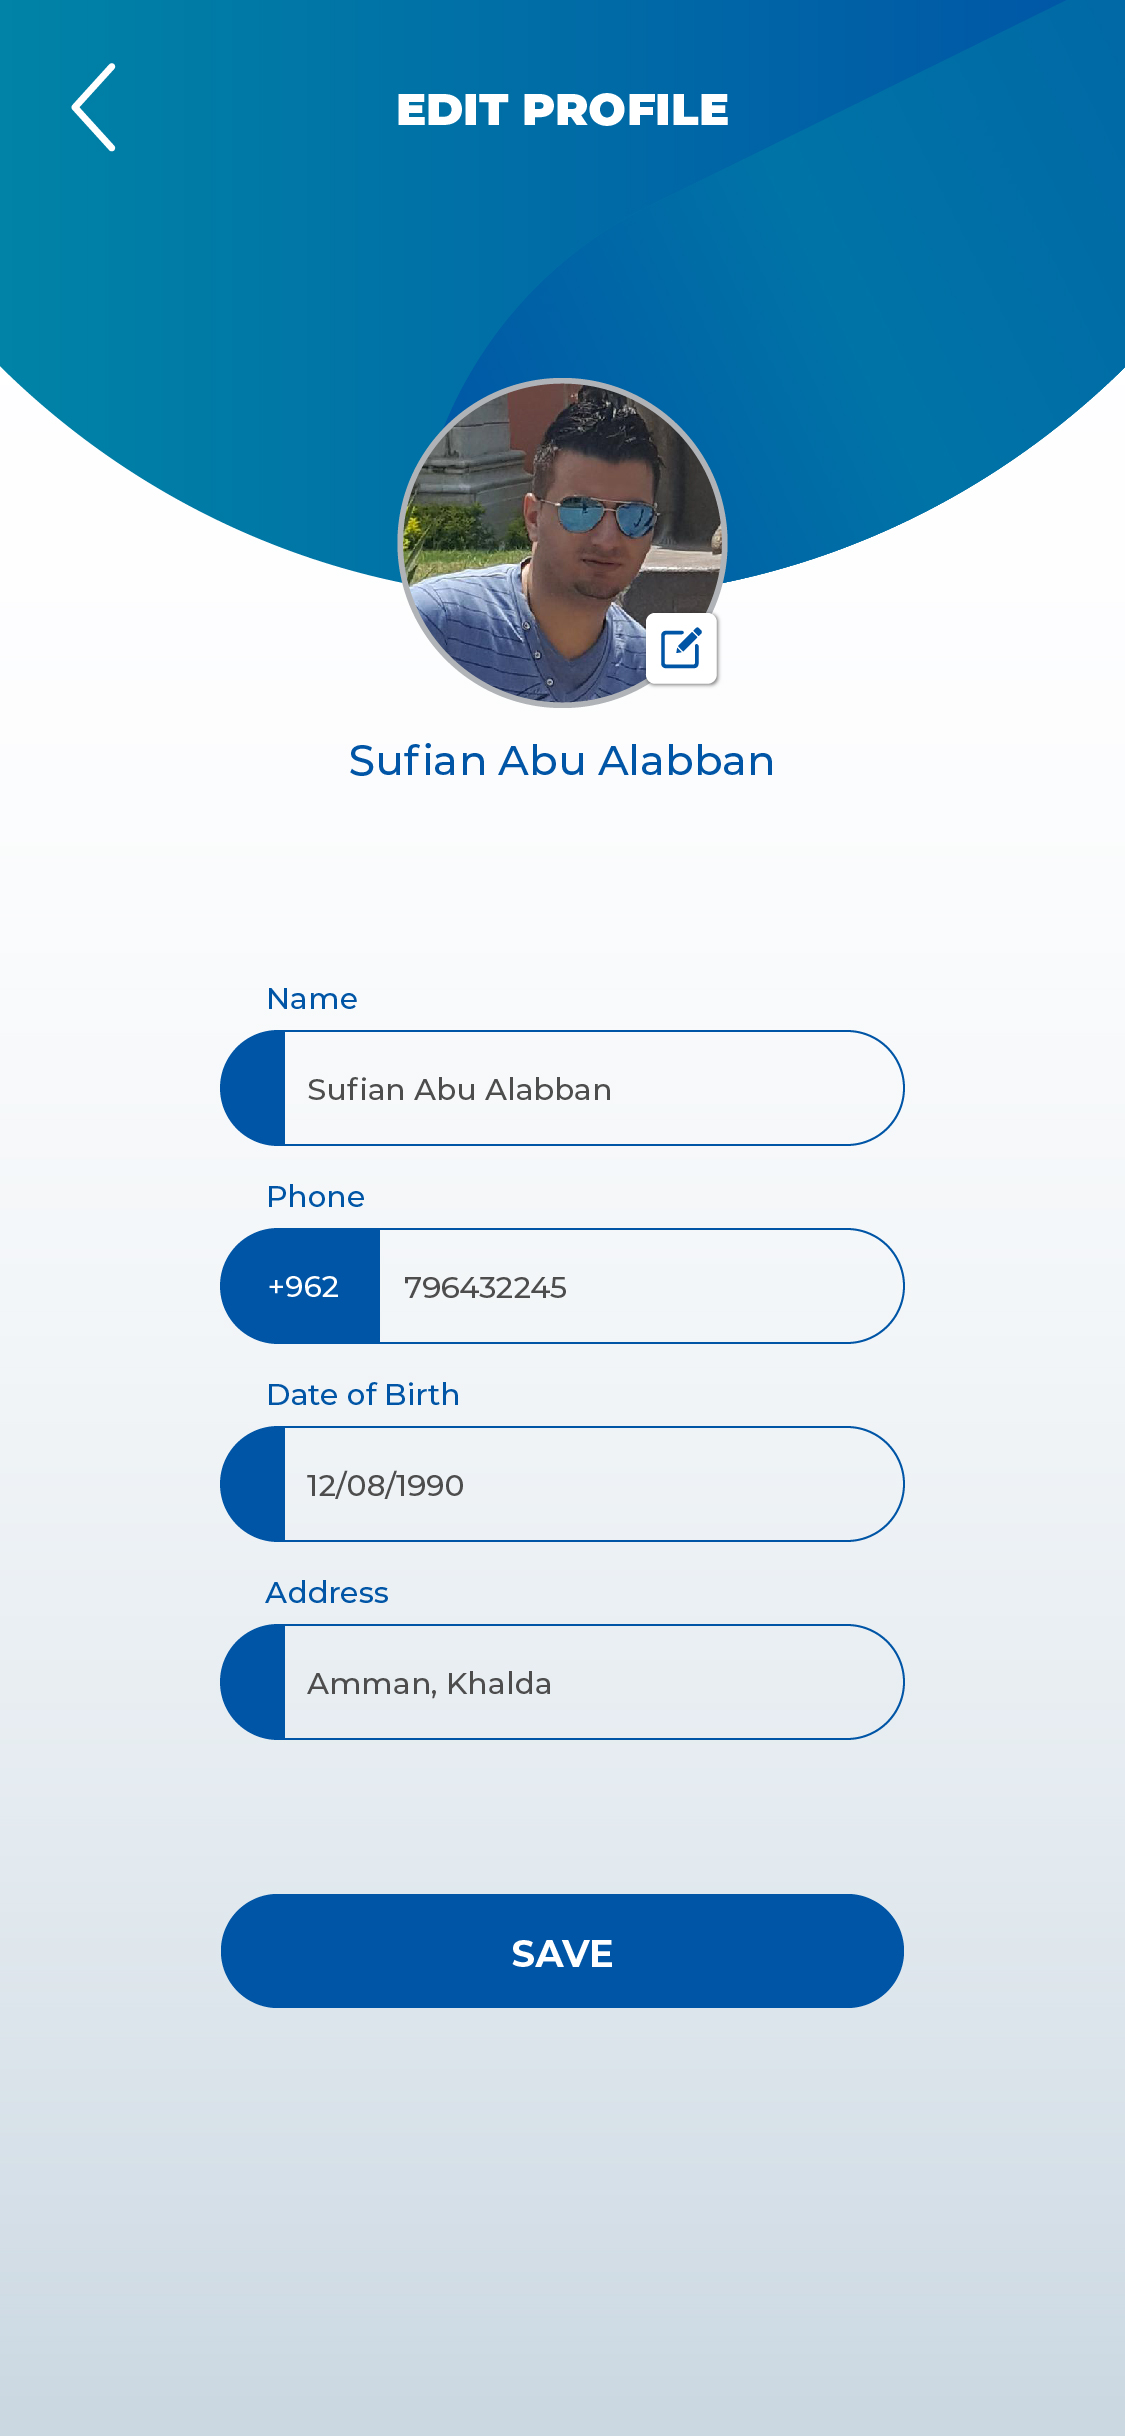 EDIT PROFILE
Sufian Abu Alabban
Name
Sufian Abu Alabban
Phone
+962 796432245
Date of Birth
12/08/1990
Address
Amman, Khalda
SAVE